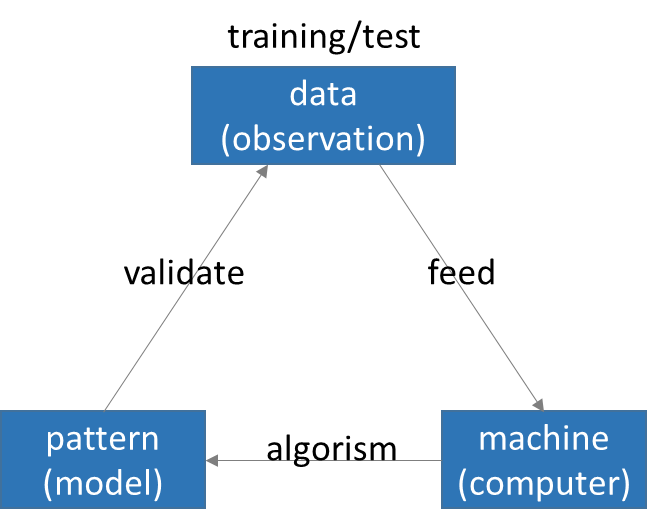 training/test
data
(observation)
validate
feed
pattern
(model)
algorism
machine
(computer)